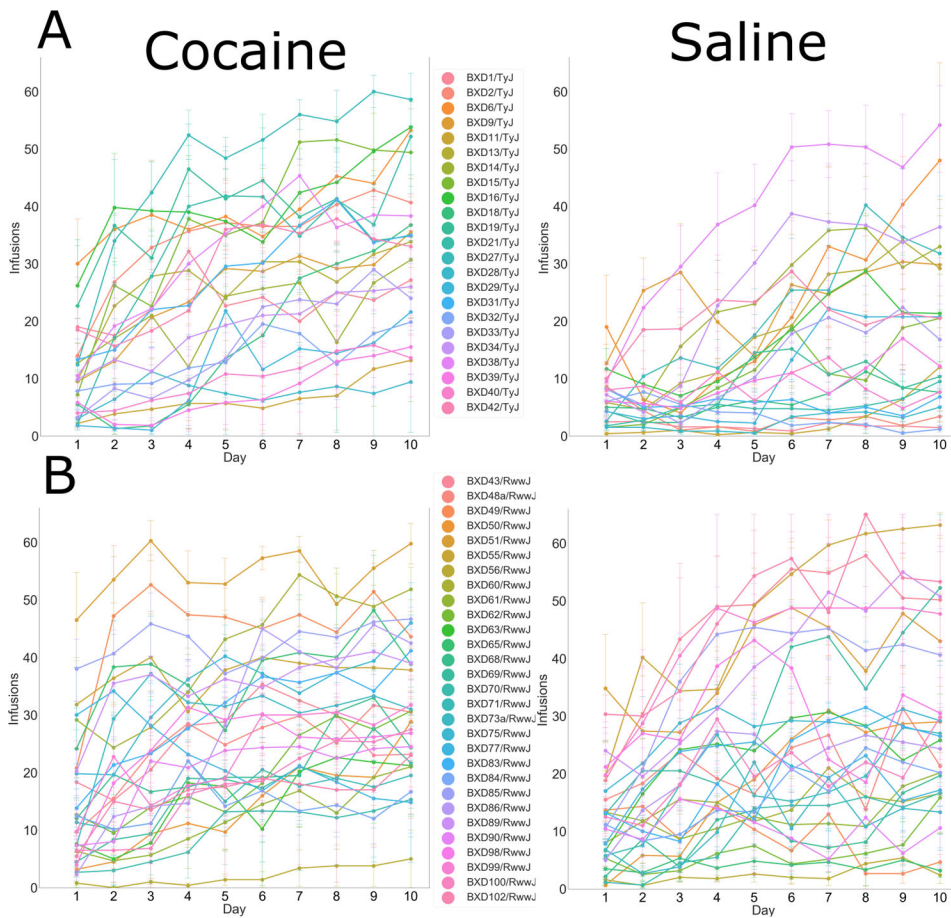 A
Cocaine
Saline
60
50
40
30
20
10
0
Infusions
1 2 3 4 5 6 7 8 9 10
Day
BXD1/TyJ
BXD2/TyJ
BXD6/TyJ
BXD9/TyJ
BXD11/TyJ
BXD13/TyJ
BXD14/TyJ
BXD15/TyJ
BXD16/TyJ
BXD18/TyJ
BXD19/TyJ
BXD21/TyJ
BXD27/TyJ
BXD28/TyJ
BXD29/TyJ
BXD31/TyJ
BXD32/TyJ
BXD33/TyJ
BXD34/TyJ
BXD38/TyJ
BXD39/TyJ
BXD40/TyJ
BXD42/TyJ
60
50
40
30
20
10
0
Infusions
1 2 3 4 5 6 7 8 9 10
Day
B
60
50
40
30
20
10
0
Infusions
1 2 3 4 5 6 7 8 9 10
Day
BXD43/RwwJ
BXD48a/RwwJ
BXD49/RwwJ
BXD50/RwwJ
BXD51/RwwJ
BXD55/RwwJ
BXD56/RwwJ
BXD60/RwwJ
BXD61/RwwJ
BXD62/RwwJ
BXD63/RwwJ
BXD65/RwwJ
BXD68/RwwJ
BXD69/RwwJ
BXD70/RwwJ
BXD71/RwwJ
BXD73a/RwwJ
BXD75/RwwJ
BXD77/RwwJ
BXD83/RwwJ
BXD84/RwwJ
BXD85/RwwJ
BXD86/RwwJ
BXD89/RwwJ
BXD90/RwwJ
BXD98/RwwJ
BXD99/RwwJ
BXD100/RwwJ
BXD102/RwwJ
60
50
40
30
20
10
0
Infusions
1 2 3 4 5 6 7 8 9 10
Day